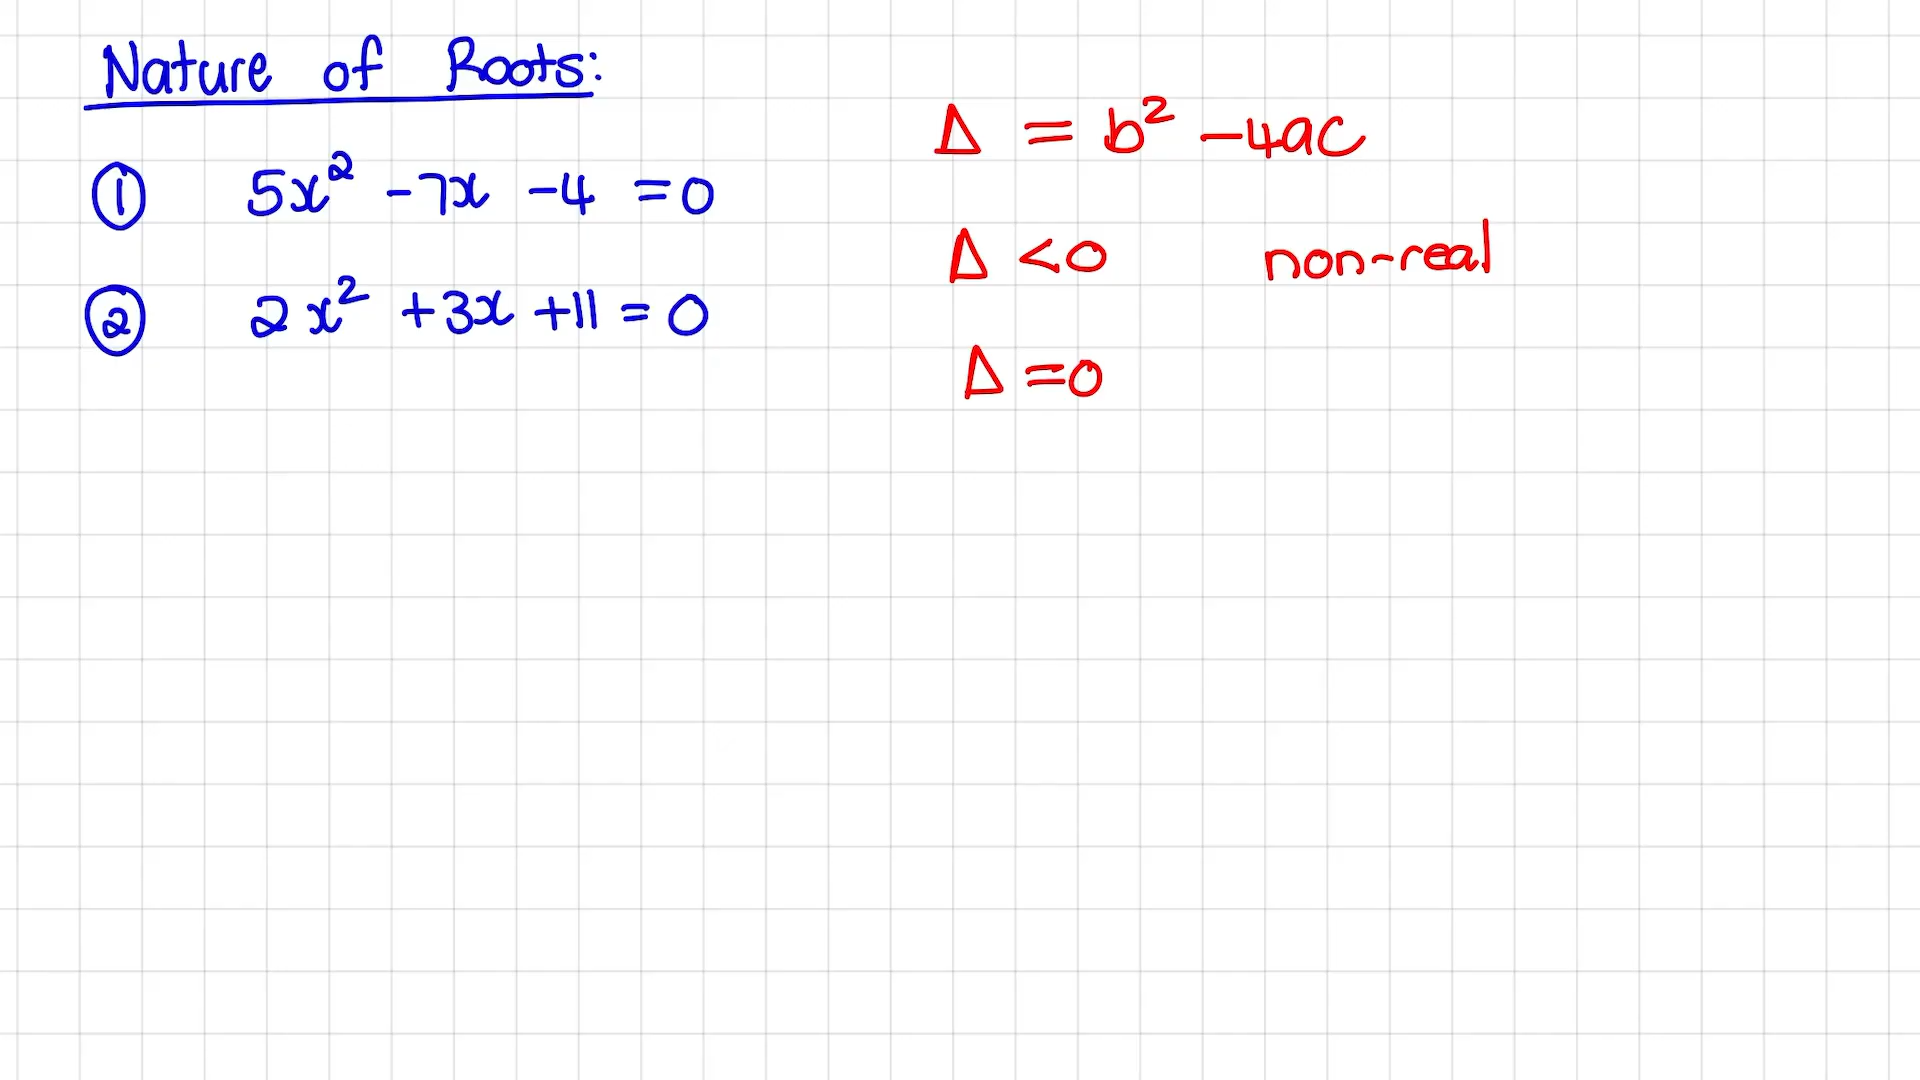 Nature of Roots:
① 5x² -7x -4 =0
② 2x² +3x +11 =0
Δ = b² -4ac
Δ <0 non-real
Δ =0